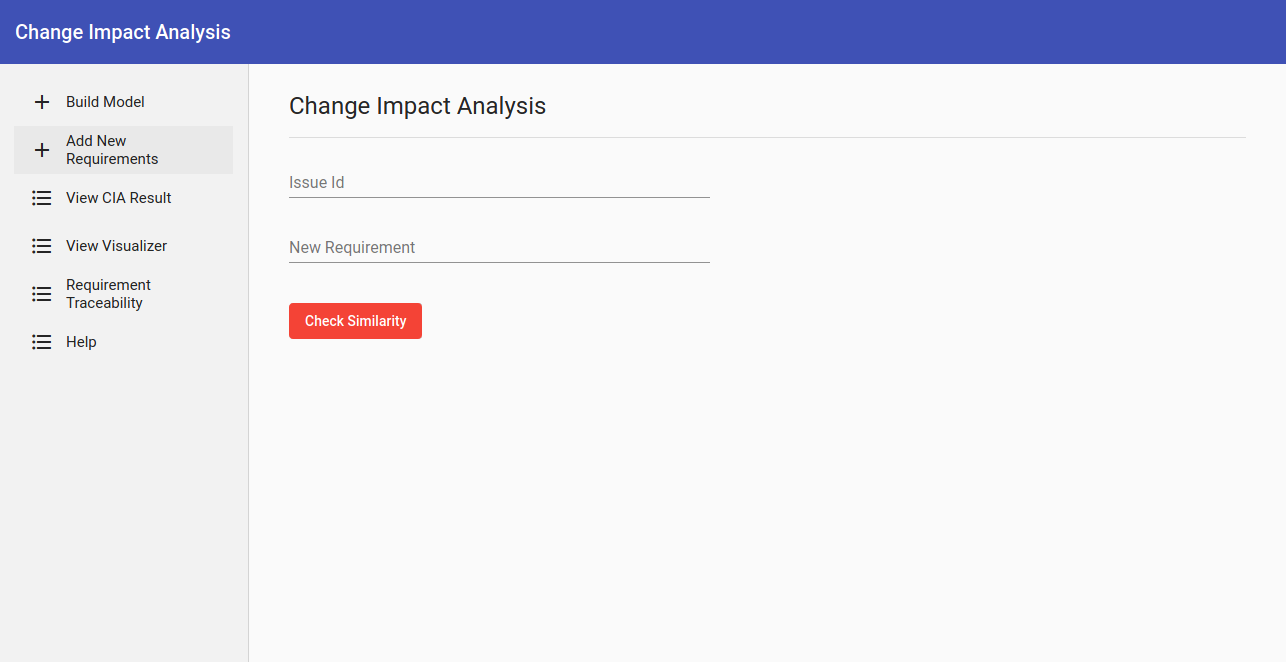 Change Impact Analysis
Build Model
Add New
Requirements
View CIA Result
View Visualizer
Requirement
Traceability
Help
Change Impact Analysis
Issue Id
New Requirement
Check Similarity